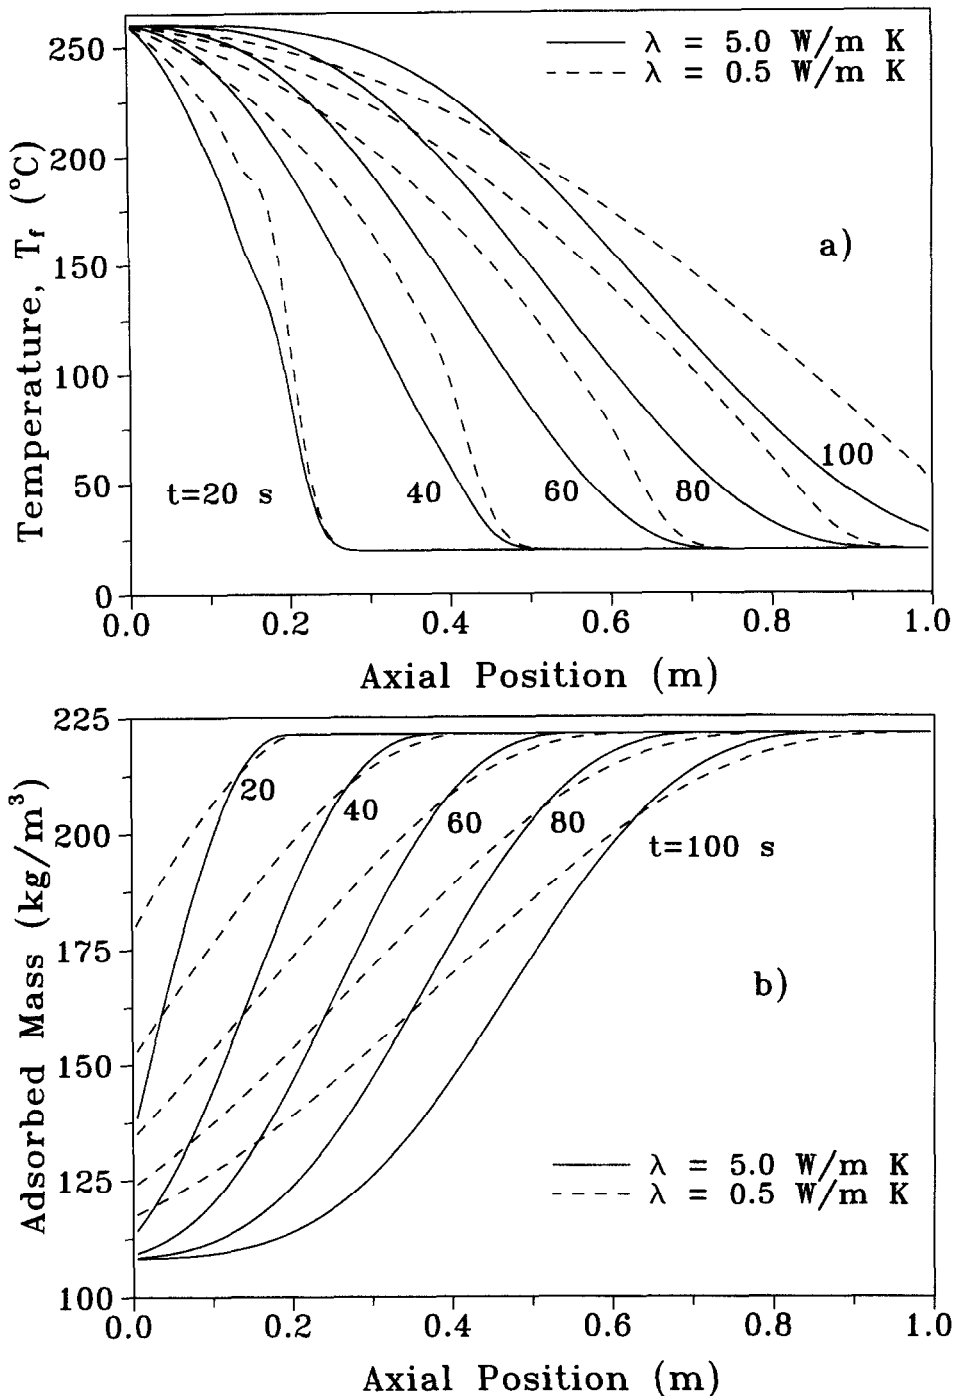 λ = 5.0 W/m K
λ = 0.5 W/m K
a)
Temperature, T_f (°C)
250
200
150
100
50
0
t=20 s
40
60
80
100
0.0
0.2
0.4
0.6
0.8
1.0
Axial Position (m)
Adsorbed Mass (kg/m³)
225
200
175
150
125
100
20
40
60
80
t=100 s
b)
λ = 5.0 W/m K
λ = 0.5 W/m K
0.0
0.2
0.4
0.6
0.8
1.0
Axial Position (m)